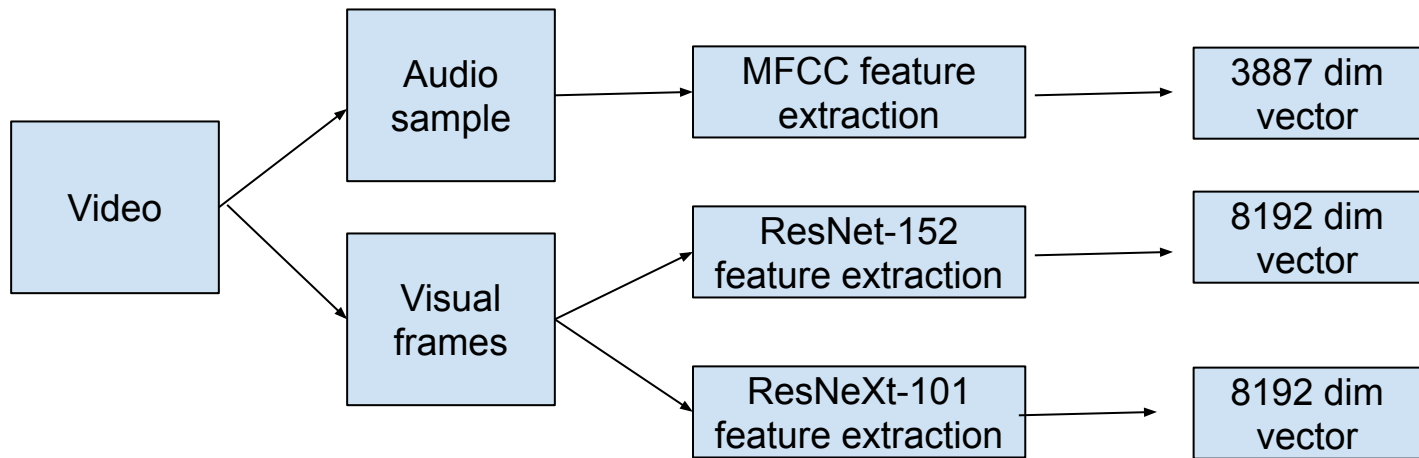 Video
Audio
sample
Visual
frames
MFCC feature
extraction
3887 dim
vector
ResNet-152
feature extraction
8192 dim
vector
ResNeXt-101
feature extraction
8192 dim
vector